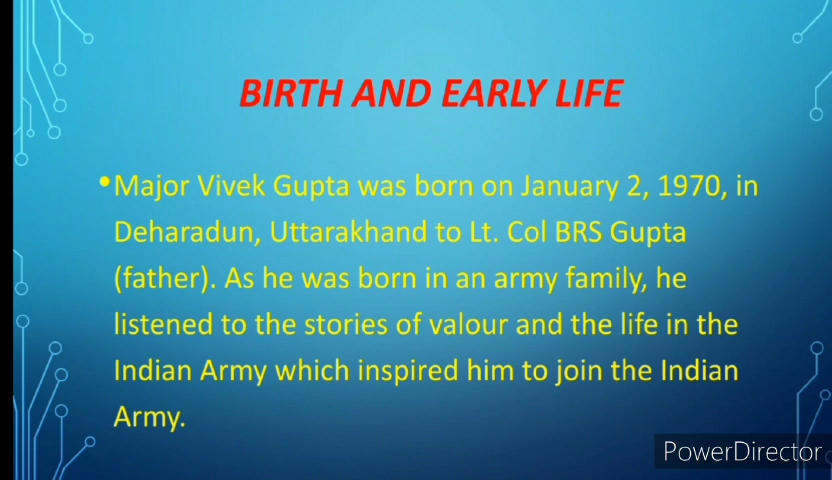 BIRTH AND EARLY LIFE
•Major Vivek Gupta was born on January 2, 1970, in
Deharadun, Uttarakhand to Lt. Col BRS Gupta
(father). As he was born in an army family, he
listened to the stories of valour and the life in the
Indian Army which inspired him to join the Indian
Army.
PowerDirector